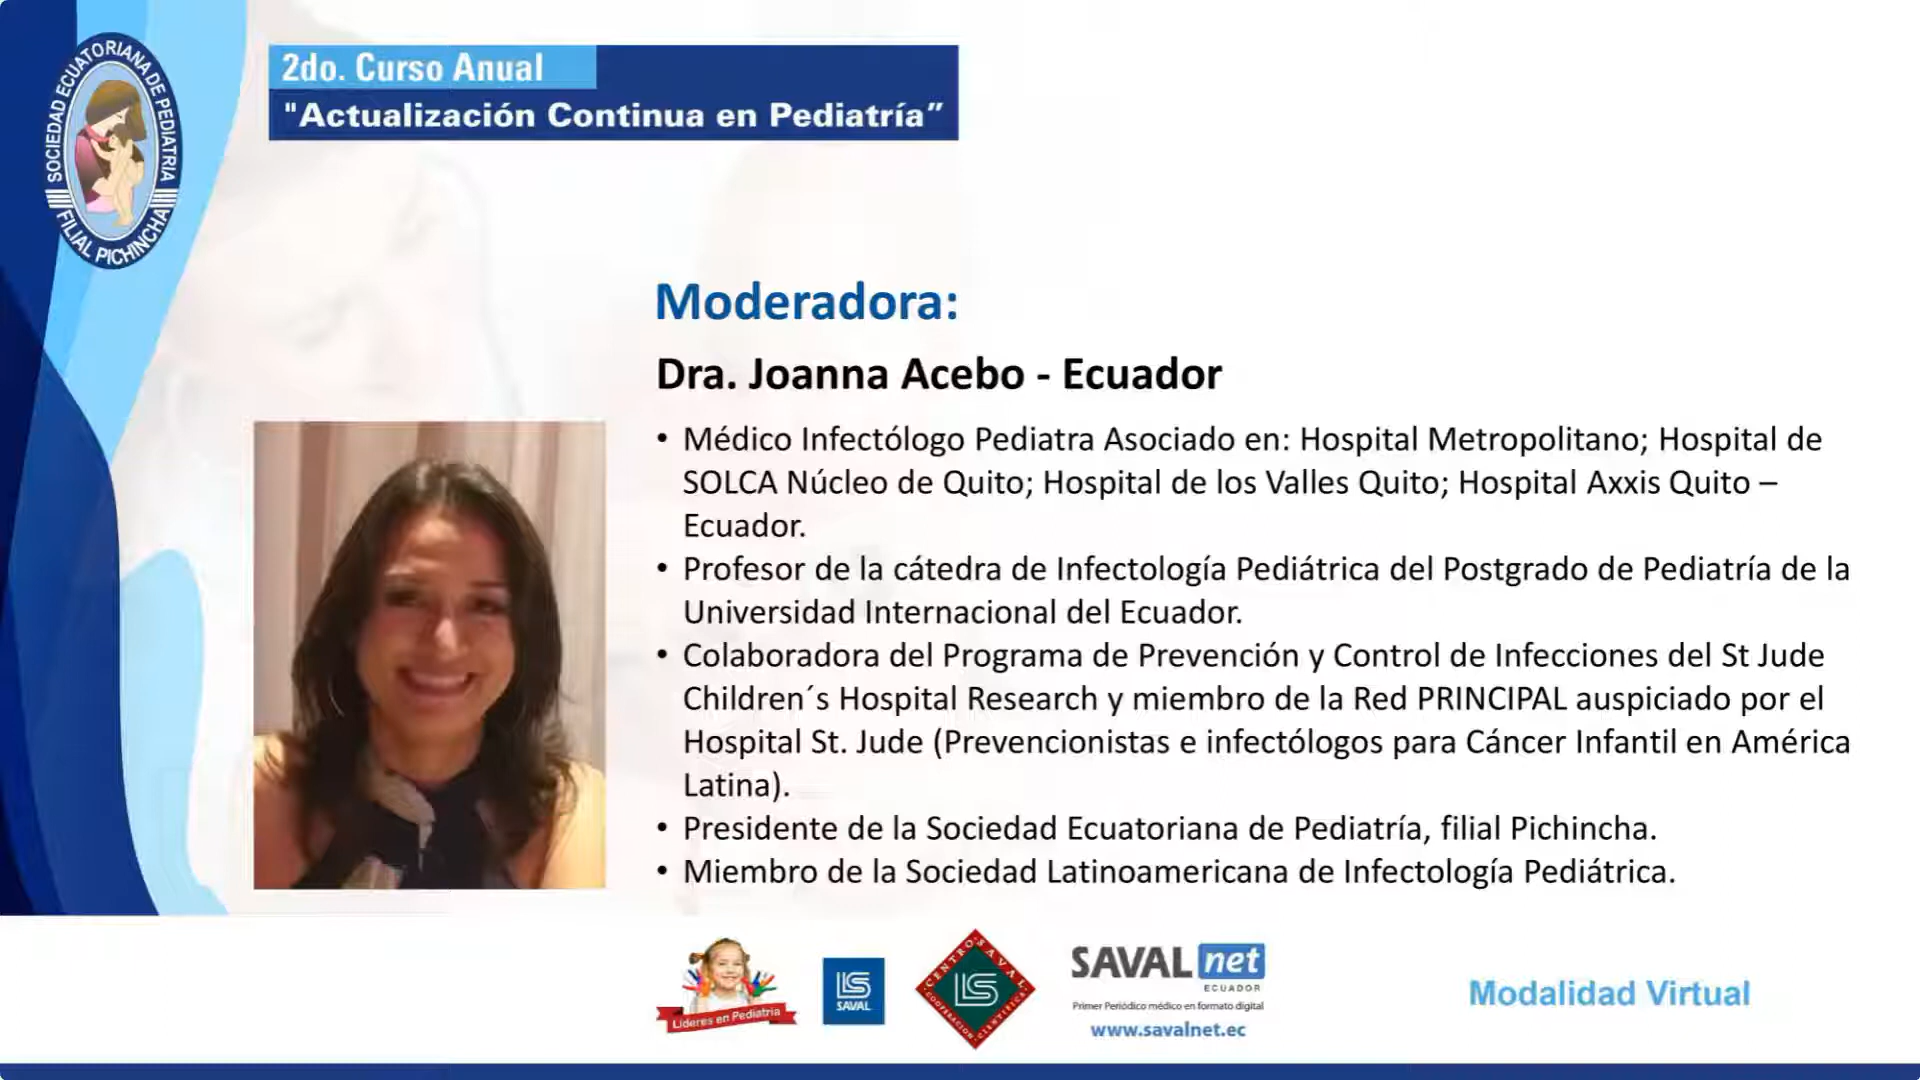 SOCIEDAD ECUATORIANA DE PEDIATRIA
FILIAL PICHINCHA
2do. Curso Anual
"Actualización Continua en Pediatría”
Moderadora:
Dra. Joanna Acebo - Ecuador
• Médico Infectólogo Pediatra Asociado en: Hospital Metropolitano; Hospital de
SOLCA Núcleo de Quito; Hospital de los Valles Quito; Hospital Axxis Quito –
Ecuador.
• Profesor de la cátedra de Infectología Pediátrica del Postgrado de Pediatría de la
Universidad Internacional del Ecuador.
• Colaboradora del Programa de Prevención y Control de Infecciones del St Jude
Children´s Hospital Research y miembro de la Red PRINCIPAL auspiciado por el
Hospital St. Jude (Prevencionistas e infectólogos para Cáncer Infantil en América
Latina).
• Presidente de la Sociedad Ecuatoriana de Pediatría, filial Pichincha.
• Miembro de la Sociedad Latinoamericana de Infectología Pediátrica.
Líderes en Pediatría
LS
SAVAL
CENTRO SAVAL
LS
COOPERACION CIENTIFICA
SAVALnet
ECUADOR
Primer Periódico médico en formato digital
www.savalnet.ec
Modalidad Virtual